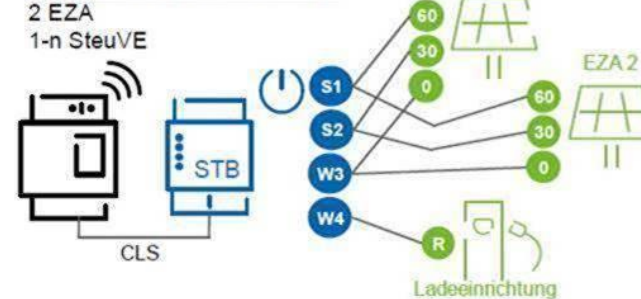 2 EZA
1-n SteuVE
60
30
0
EZA 2
S1
S2
W3
W4
60
30
0
STB
CLS
R
Ladeeinrichtung